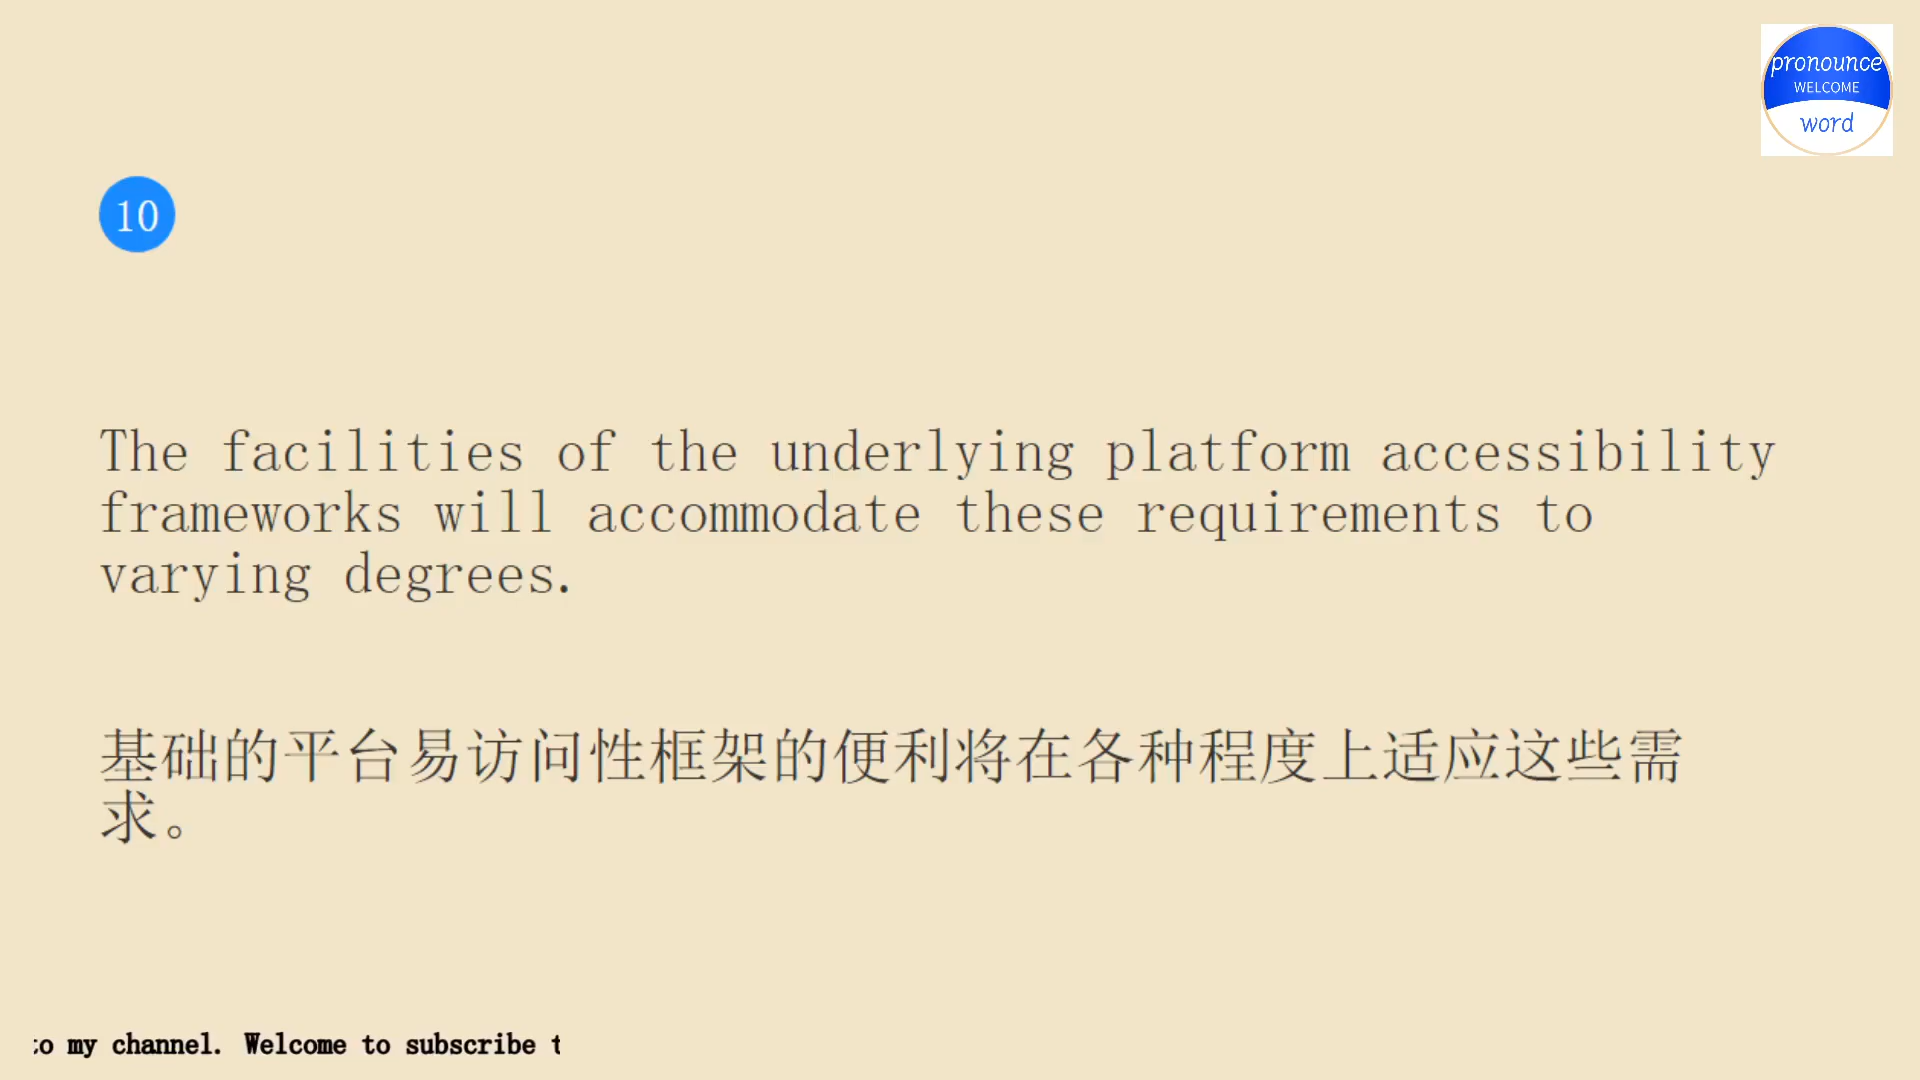 pronounce
WELCOME
word
10
The facilities of the underlying platform accessibility
frameworks will accommodate these requirements to
varying degrees.
基础的平台易访问性框架的便利将在各种程度上适应这些需
求。
to my channel. Welcome to subscribe t